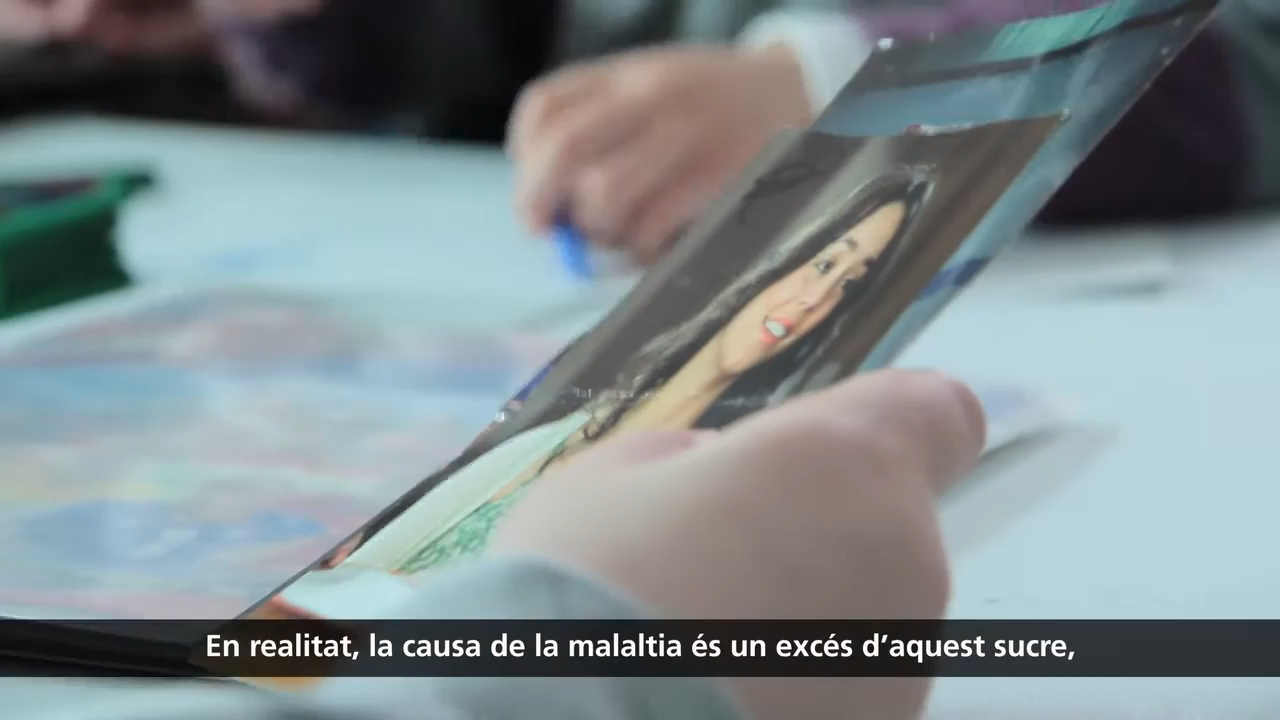 En realitat, la causa de la malaltia és un excés d’aquest sucre,